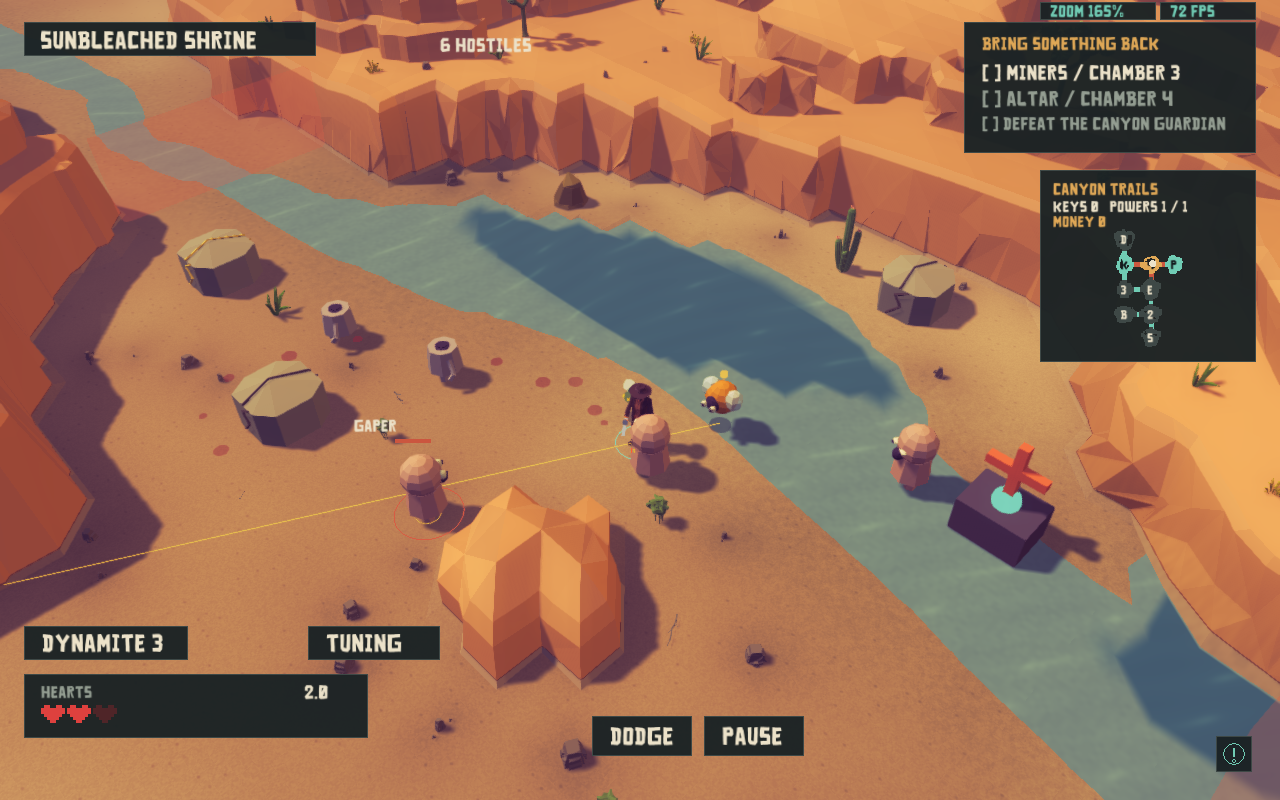 ZOOM 165%
72 FPS
SUNBLEACHED SHRINE
6 HOSTILES
BRING SOMETHING BACK
[ ] MINERS / CHAMBER 3
[ ] ALTAR / CHAMBER 4
[ ] DEFEAT THE CANYON GUARDIAN
CANYON TRAILS
KEYS 0 POWERS 1 / 1
MONEY 0
D
K P
3 E
B 2
S
GAPER
DYNAMITE 3
TUNING
HEARTS 2.0
DODGE
PAUSE
!